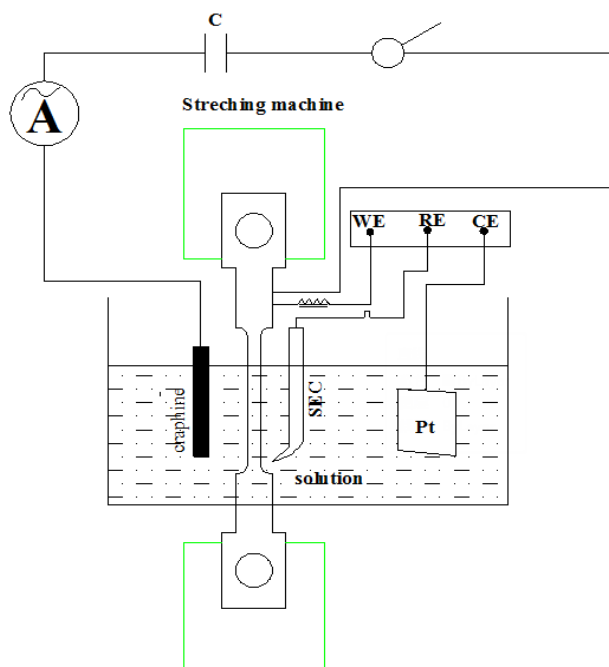 C
A
Streching machine
WE RE CE
craphine
SEC
Pt
solution